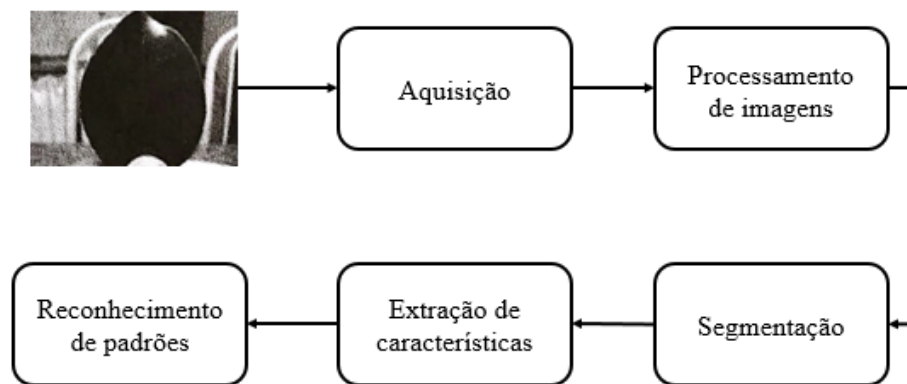 Aquisição
Processamento
de imagens
Segmentação
Extração de
características
Reconhecimento
de padrões